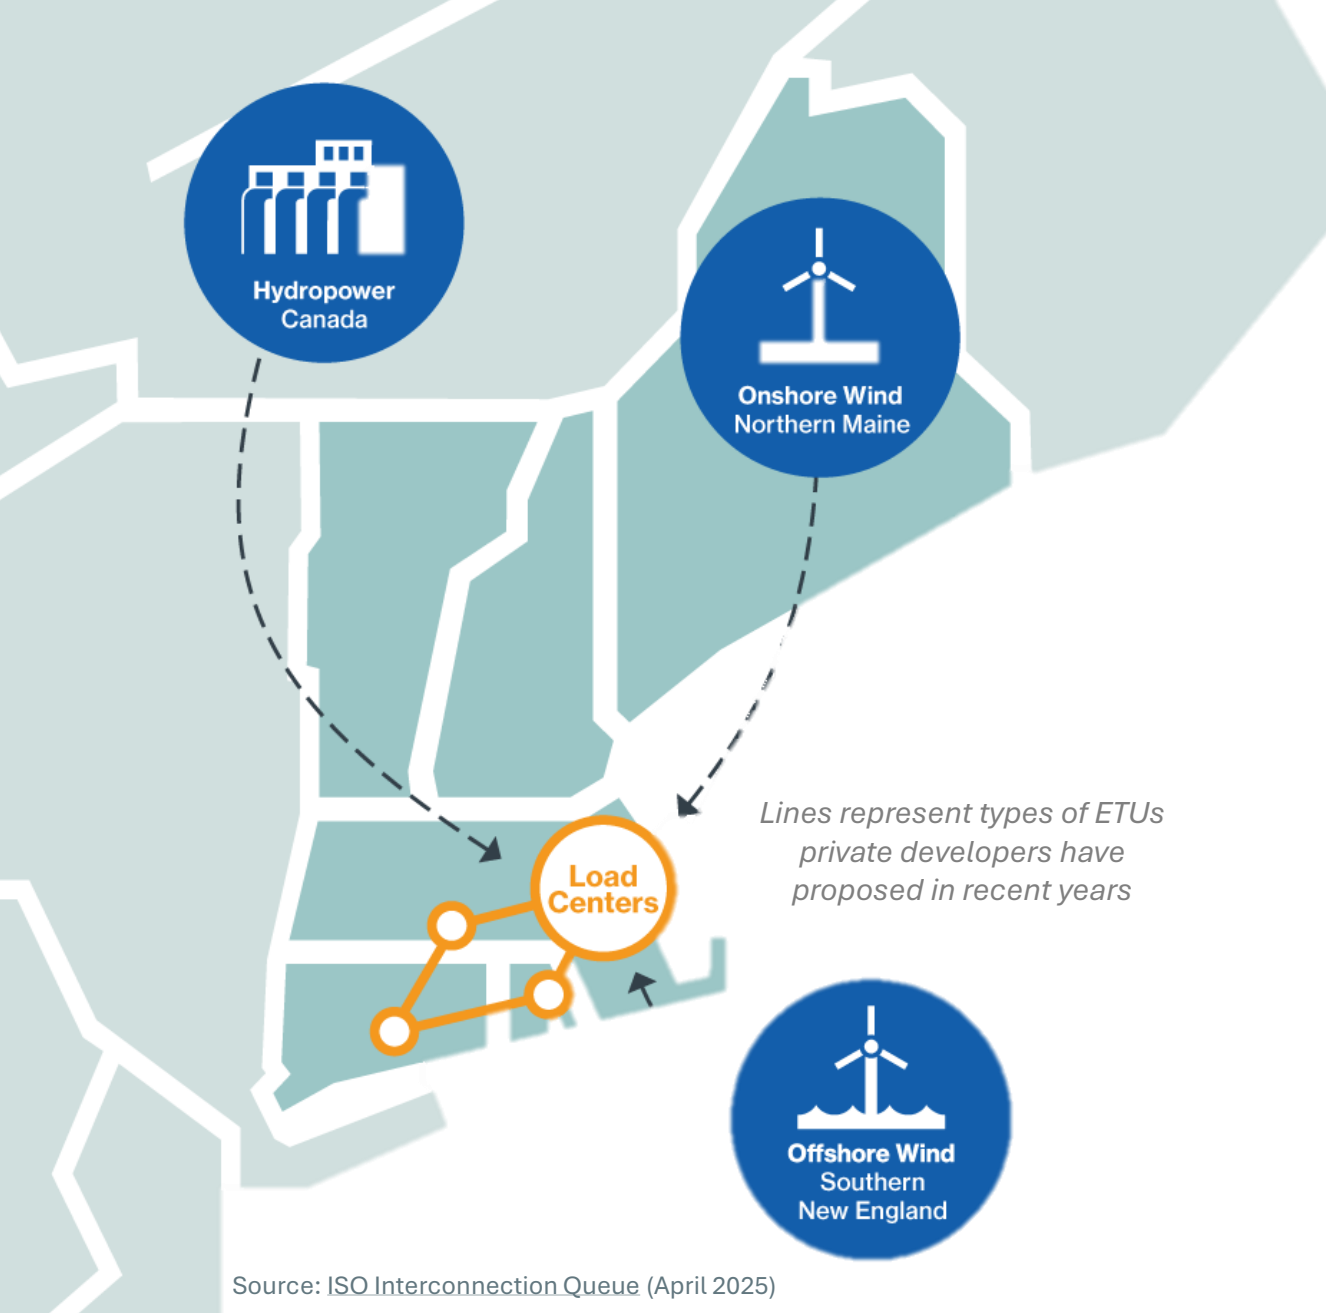 Hydropower
Canada
Onshore Wind
Northern Maine
Lines represent types of ETUs
private developers have
proposed in recent years
Load
Centers
Offshore Wind
Southern
New England
Source: ISO Interconnection Queue (April 2025)